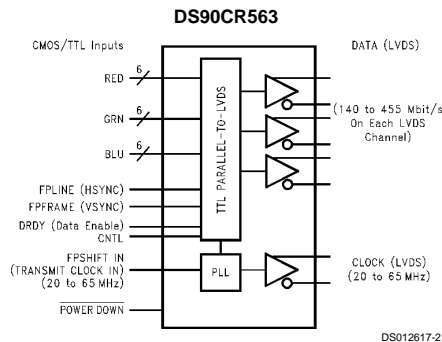 DS90CR563
CMOS/TTL Inputs
DATA (LVDS)
RED
6
GRN
6
BLU
6
FPLINE (HSYNC)
FPFRAME (VSYNC)
DRDY (Data Enable)
CNTL
FPSHIFT IN
(TRANSMIT CLOCK IN)
(20 to 65 MHz)
POWER DOWN
TTL PARALLEL-TO-LVDS
PLL
(140 to 455 Mbit/s
On Each LVDS
Channel)
CLOCK (LVDS)
(20 to 65 MHz)
DS012617-2